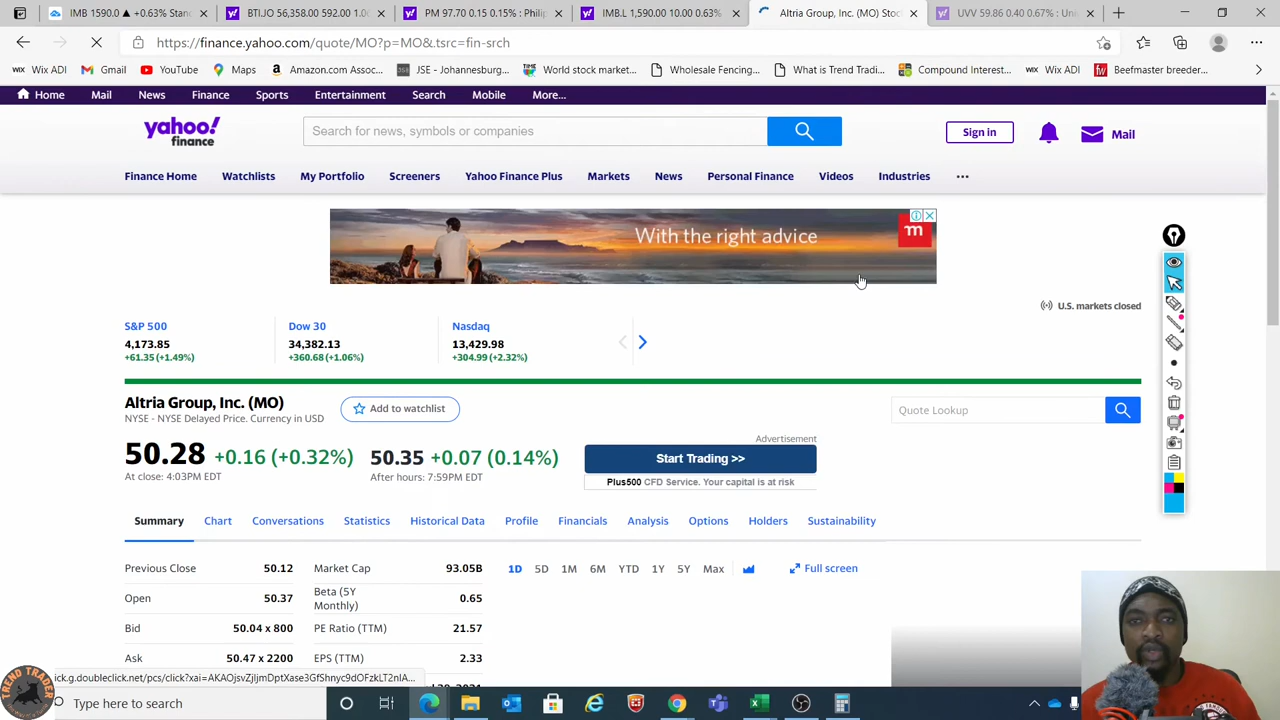 IMB 1590.0 ▲ +0.63% Stan
BTI.JO 56,358.00 592.00 1.0
PM 97.70 0.15 0.15% : Philip
IMB.L 1,590.00 10.00 0.63%
Altria Group, Inc. (MO) Stoc
UVV 59.86 0.40 0.67% : Uni
https://finance.yahoo.com/quote/MO?p=MO&.tsrc=fin-srch
Wix ADI
Gmail
YouTube
Maps
Amazon.com Assoc...
JSE - Johannesburg...
World stock market...
Wholesale Fencing,...
What is Trend Tradi...
Compound Interest...
Wix ADI
Beefmaster breeder...
Home Mail News Finance Sports Entertainment Search Mobile More...
yahoo!
finance
Search for news, symbols or companies
Sign in
Mail
Finance Home Watchlists My Portfolio Screeners Yahoo Finance Plus Markets News Personal Finance Videos Industries ...
With the right advice
m
U.S. markets closed
S&P 500 Dow 30 Nasdaq
4,173.85 34,382.13 13,429.98
+61.35 (+1.49%) +360.68 (+1.06%) +304.99 (+2.32%)
Altria Group, Inc. (MO)
NYSE - NYSE Delayed Price. Currency in USD
Add to watchlist
Quote Lookup
50.28 +0.16 (+0.32%)
At close: 4:03PM EDT
50.35 +0.07 (0.14%)
After hours: 7:59PM EDT
Advertisement
Start Trading >>
Plus500 CFD Service. Your capital is at risk
Summary Chart Conversations Statistics Historical Data Profile Financials Analysis Options Holders Sustainability
Previous Close 50.12
Open 50.37
Bid 50.04 x 800
Ask 50.47 x 2200
Market Cap 93.05B
Beta (5Y Monthly) 0.65
PE Ratio (TTM) 21.57
EPS (TTM) 2.33
1D 5D 1M 6M YTD 1Y 5Y Max
Full screen
TREND TRADER
Type here to search